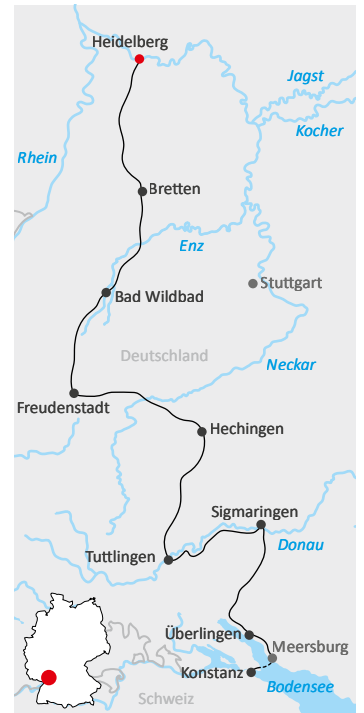 Heidelberg
Jagst
Kocher
Rhein
Bretten
Enz
Stuttgart
Bad Wildbad
Deutschland
Neckar
Freudenstadt
Hechingen
Sigmaringen
Donau
Tuttlingen
Überlingen
Meersburg
Konstanz
Bodensee
Schweiz